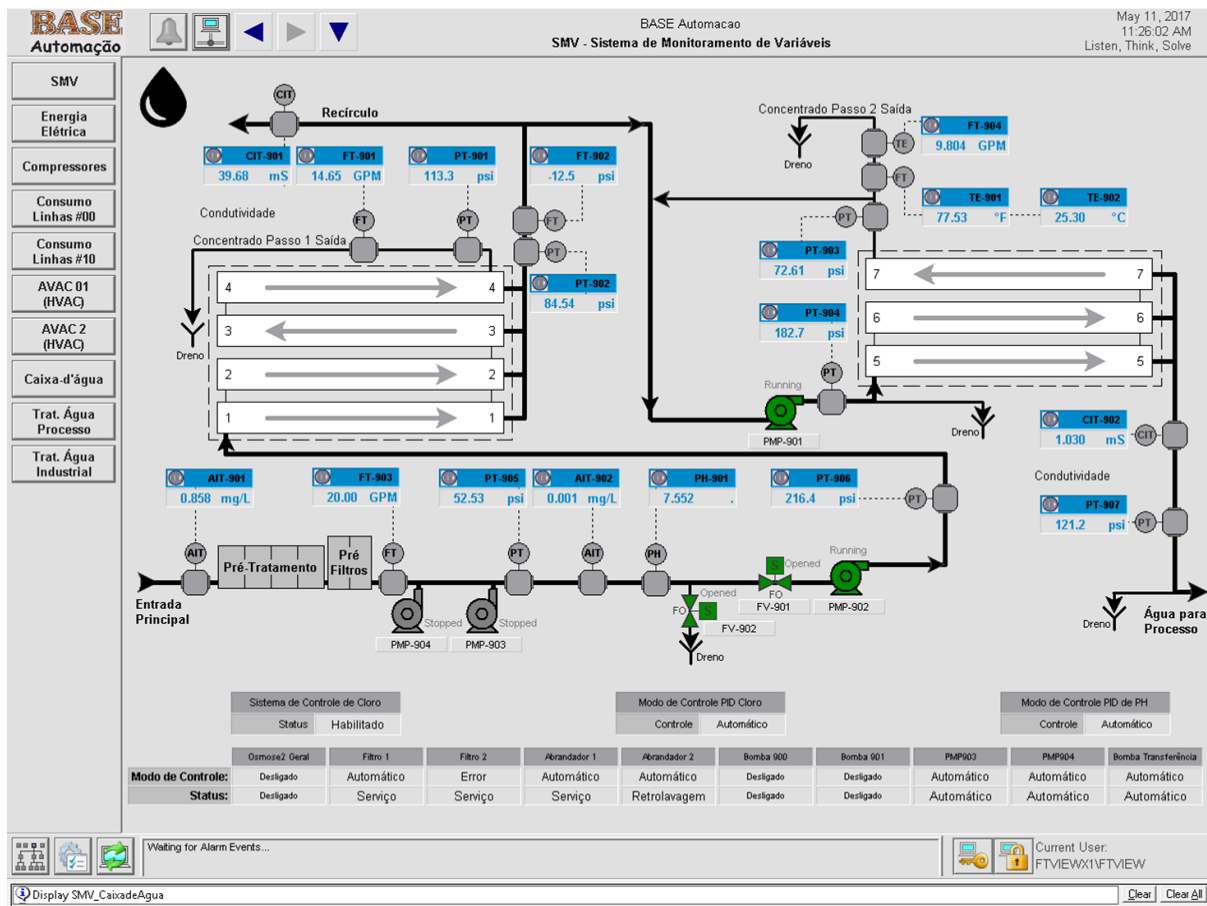 BASE
Automação
BASE Automacao
SMV - Sistema de Monitoramento de Variáveis
May 11, 2017
11:26:02 AM
Listen, Think, Solve
SMV
Energia
Elétrica
Compressores
Consumo
Linhas #00
Consumo
Linhas #10
AVAC 01
(HVAC)
AVAC 2
(HVAC)
Caixa-d'água
Trat. Água
Processo
Trat. Água
Industrial
CIT
Recírculo
CIT-901
39.68 mS
FT-901
14.65 GPM
PT-901
113.3 psi
FT-902
-12.5 psi
Condutividade
FT
PT
FT
Concentrado Passo 1 Saída
PT
PT-902
84.54 psi
4 4
3 3
2 2
1 1
Dreno
Concentrado Passo 2 Saída
Dreno
TE
FT-904
9.804 GPM
FT
TE-901
77.53 °F
TE-902
25.30 °C
PT
PT-903
72.61 psi
PT-904
182.7 psi
7 7
6 6
5 5
PT
Running
PMP-901
Dreno
CIT-902
1.030 mS
CIT
Condutividade
PT-907
121.2 psi
PT
AIT-901
0.858 mg/L
FT-903
20.00 GPM
PT-905
52.53 psi
AIT-902
0.001 mg/L
PH-901
7.552 .
PT-906
216.4 psi
PT
AIT
Pré-Tratamento
Pré
Filtros
FT
PT
AIT
PH
Entrada
Principal
Stopped
PMP-904
Stopped
PMP-903
Opened
FO
S
FV-902
Dreno
S
Opened
FO
FV-901
Running
PMP-902
Dreno
Água para
Processo
Sistema de Controle de Cloro
Status Habilitado
Modo de Controle PID Cloro
Controle Automático
Modo de Controle PID de PH
Controle Automático
Osmose2 Geral Filtro 1 Filtro 2 Abrandador 1 Abrandador 2 Bomba 900 Bomba 901 PMP903 PMP904 Bomba Transferência
Modo de Controle: Desligado Automático Error Automático Automático Desligado Desligado Automático Automático Automático
Status: Desligado Serviço Serviço Serviço Retrolavagem Desligado Desligado Automático Automático Automático
Waiting for Alarm Events...
Current User:
FTVIEWX1\FTVIEW
Display SMV_CaixadeAgua
Clear Clear All